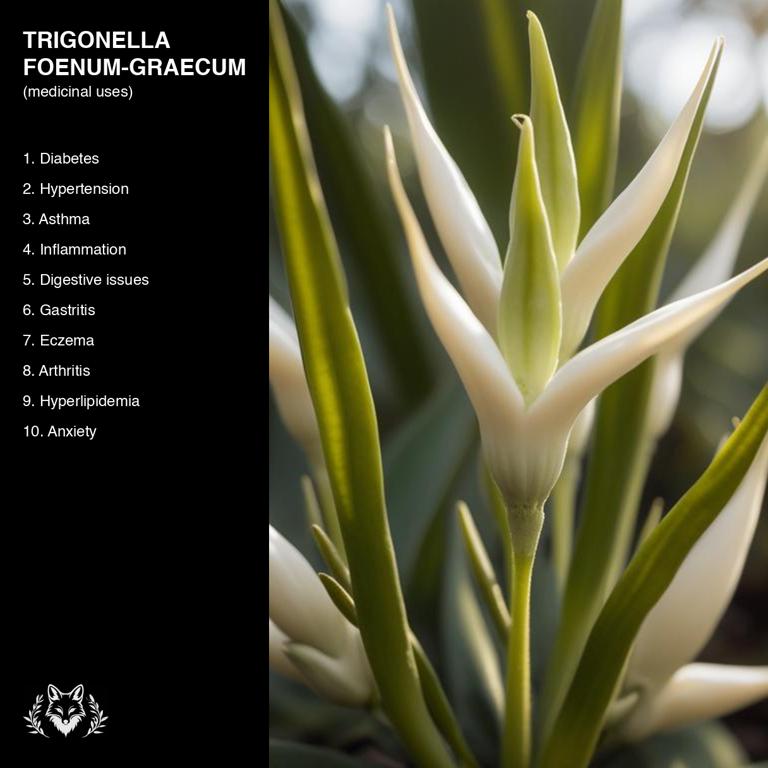 TRIGONELLA
FOENUM-GRAECUM
(medicinal uses)
1. Diabetes
2. Hypertension
3. Asthma
4. Inflammation
5. Digestive issues
6. Gastritis
7. Eczema
8. Arthritis
9. Hyperlipidemia
10. Anxiety